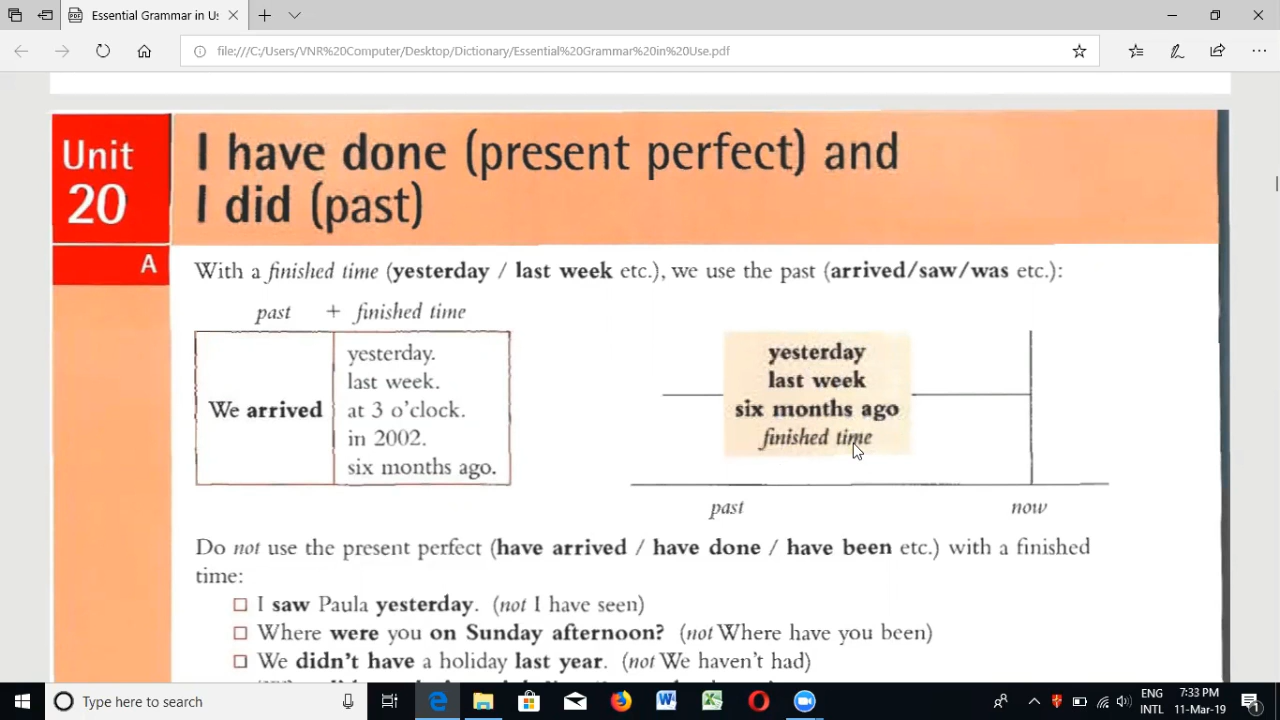 Essential Grammar in Us
file:///C:/Users/VNR%20Computer/Desktop/Dictionary/Essential%20Grammar%20in%20Use.pdf
Unit
20
I have done (present perfect) and
I did (past)
A
With a finished time (yesterday / last week etc.), we use the past (arrived/saw/was etc.):
past + finished time
We arrived
yesterday.
last week.
at 3 o'clock.
in 2002.
six months ago.
yesterday
last week
six months ago
finished time
past
now
Do not use the present perfect (have arrived / have done / have been etc.) with a finished
time:
I saw Paula yesterday. (not I have seen)
Where were you on Sunday afternoon? (not Where have you been)
We didn't have a holiday last year. (not We haven't had)
Type here to search
ENG
INTL
7:33 PM
11-Mar-19